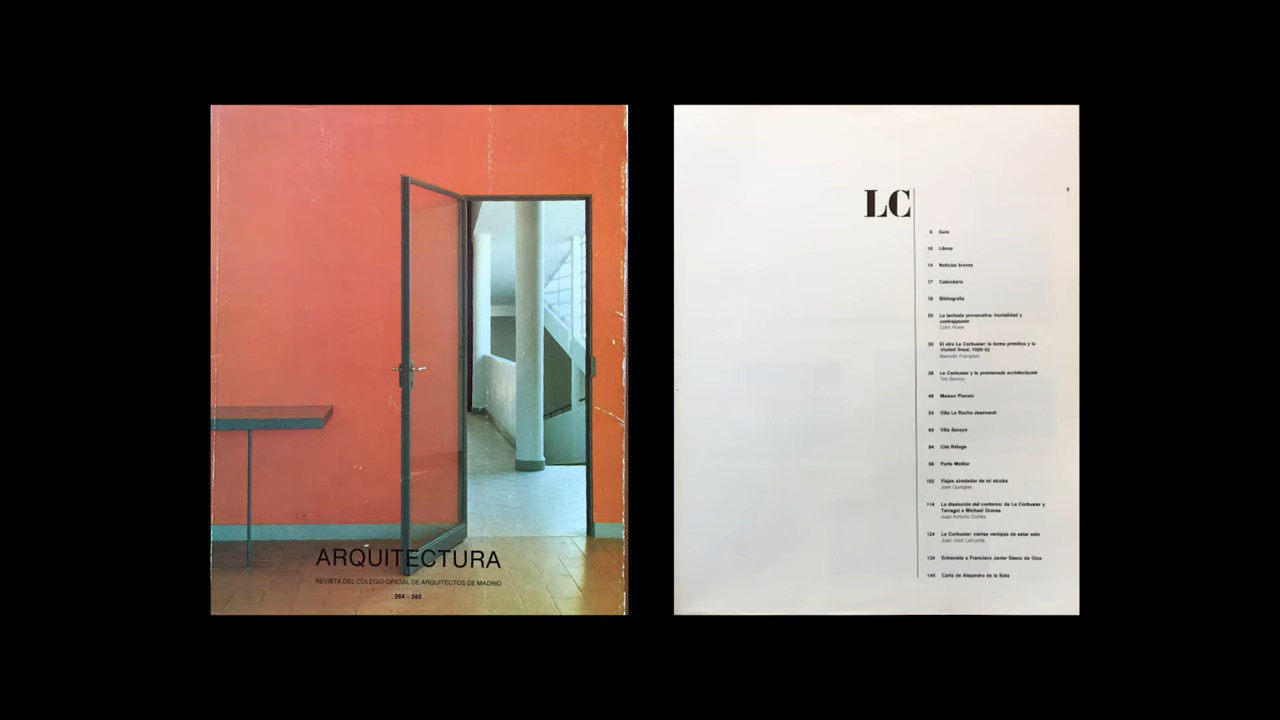 ARQUITECTURA
REVISTA DEL COLEGIO OFICIAL DE ARQUITECTOS DE MADRID
264 - 265
LC
6 Guía
10 Libros
14 Noticias breves
17 Calendario
18 Bibliografía
20 La fachada provocativa: frontalidad y
contrapposto
Colin Rowe
30 El otro Le Corbusier: la forma primitiva y la
ciudad lineal, 1929-52
Kenneth Frampton
38 Le Corbusier y la promenade architecturale
Tim Benton
48 Maison Planeix
54 Villa La Roche-Jeanneret
64 Villa Savoye
84 Cité Refuge
98 Porte Molitor
102 Viajes alrededor de mi alcoba
José Quetglas
114 La disolución del contorno: de Le Corbusier y
Terragni a Michael Graves
Juan Antonio Cortés
124 Le Corbusier: ciertas ventajas de estar solo
Juan José Lahuerta
134 Entrevista a Francisco Javier Sáenz de Oiza
144 Carta de Alejandro de la Sota